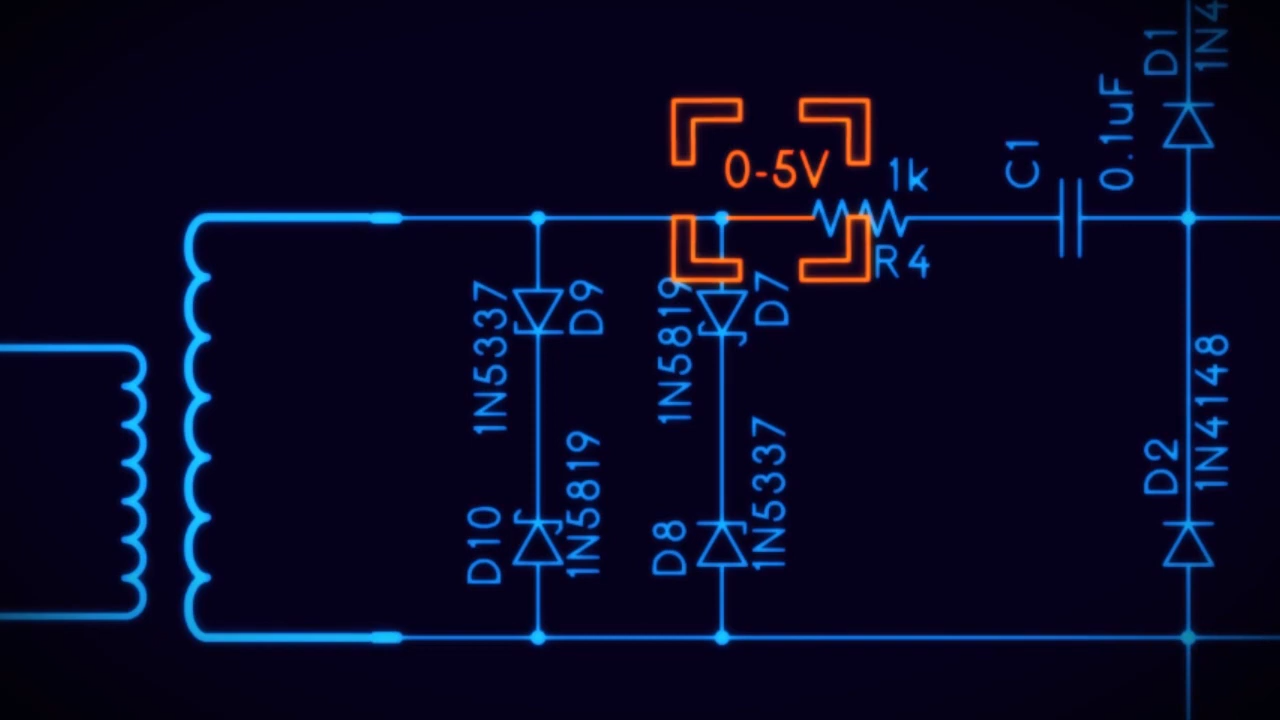 D1
1N4
0.1uF
C1
0-5V
1k
R4
1N5337
D9
1N5819
D7
D10
1N5819
D8
1N5337
D2
1N4148